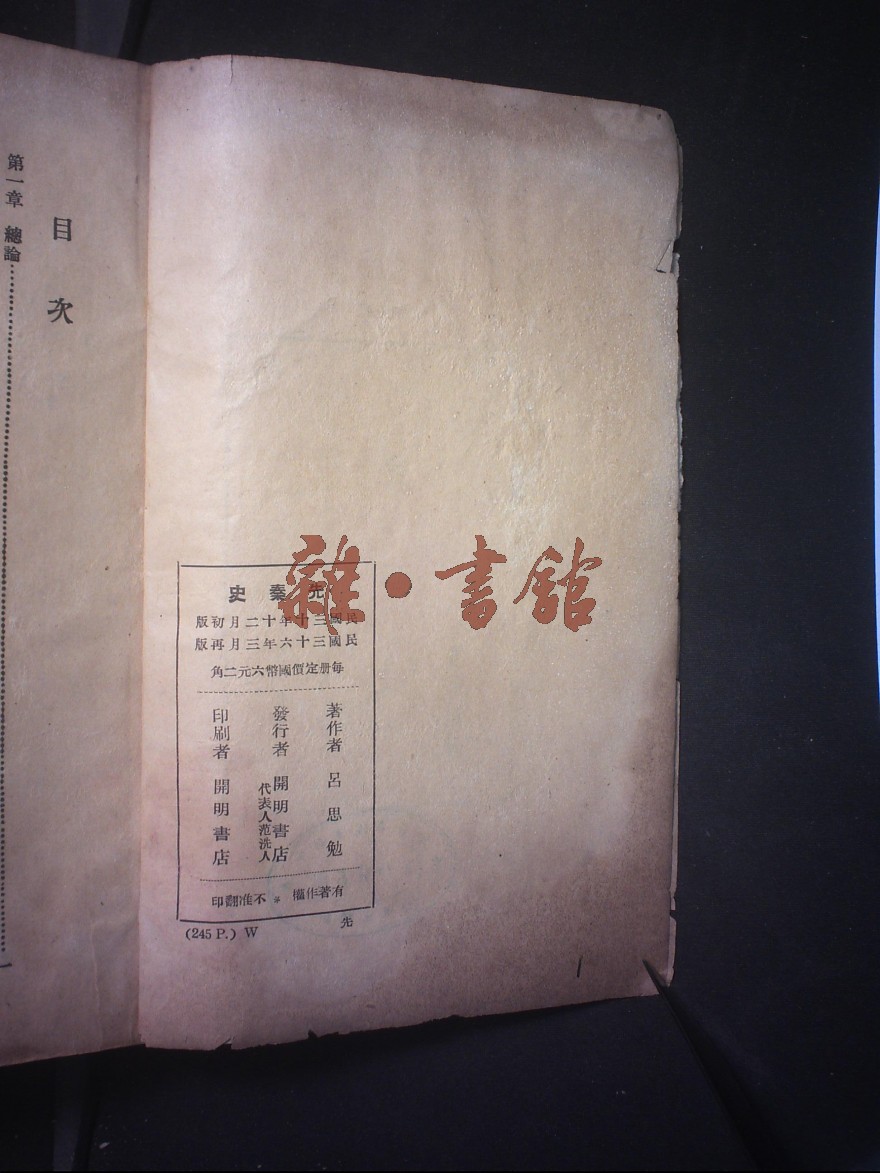 雜·書館
先秦史
民國三十年十二月初版
民國三十六年三月再版
每册定價國幣六元二角
著作者 呂思勉
發行者 開明書店
代表人范洗人
印刷者 開明書店
有著作權 不准翻印
(245 P.) W
先
目次
第一章 總論
1